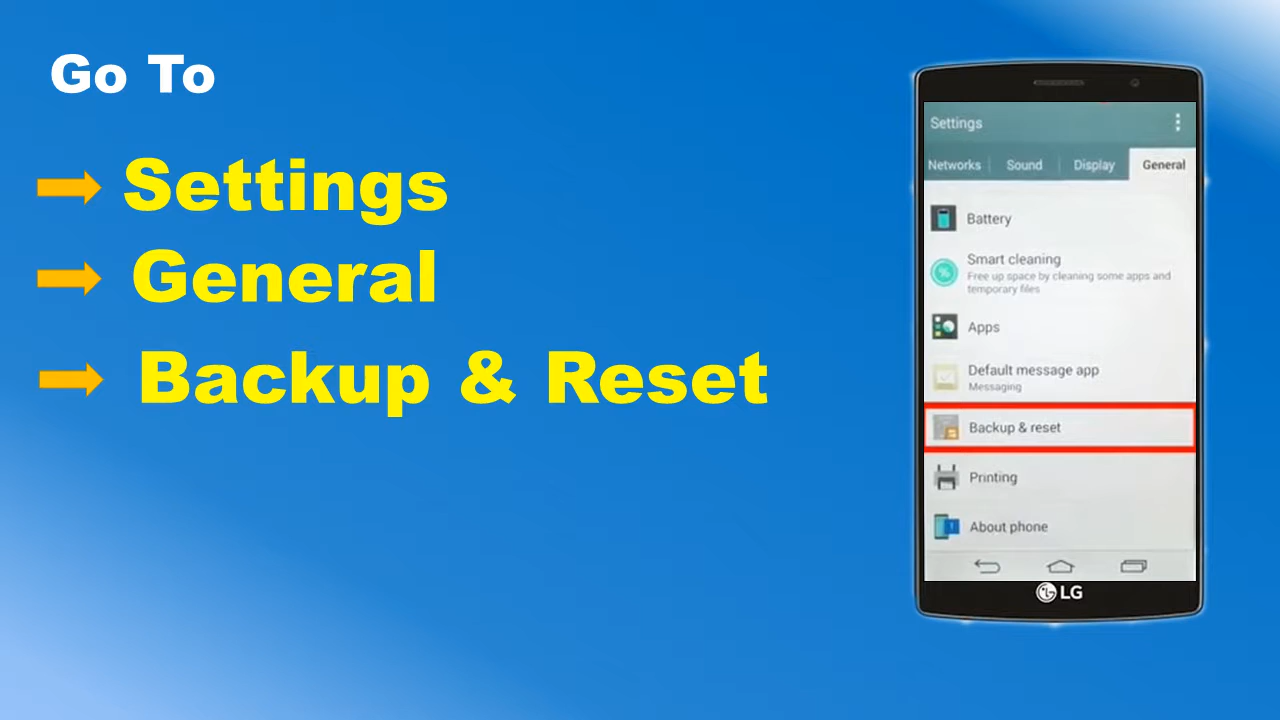 Go To
Settings
General
Backup & Reset
Settings
Networks Sound Display General
Battery
Smart cleaning
Free up space by cleaning some apps and
temporary files
Apps
Default message app
Messaging
Backup & reset
Printing
About phone
LG